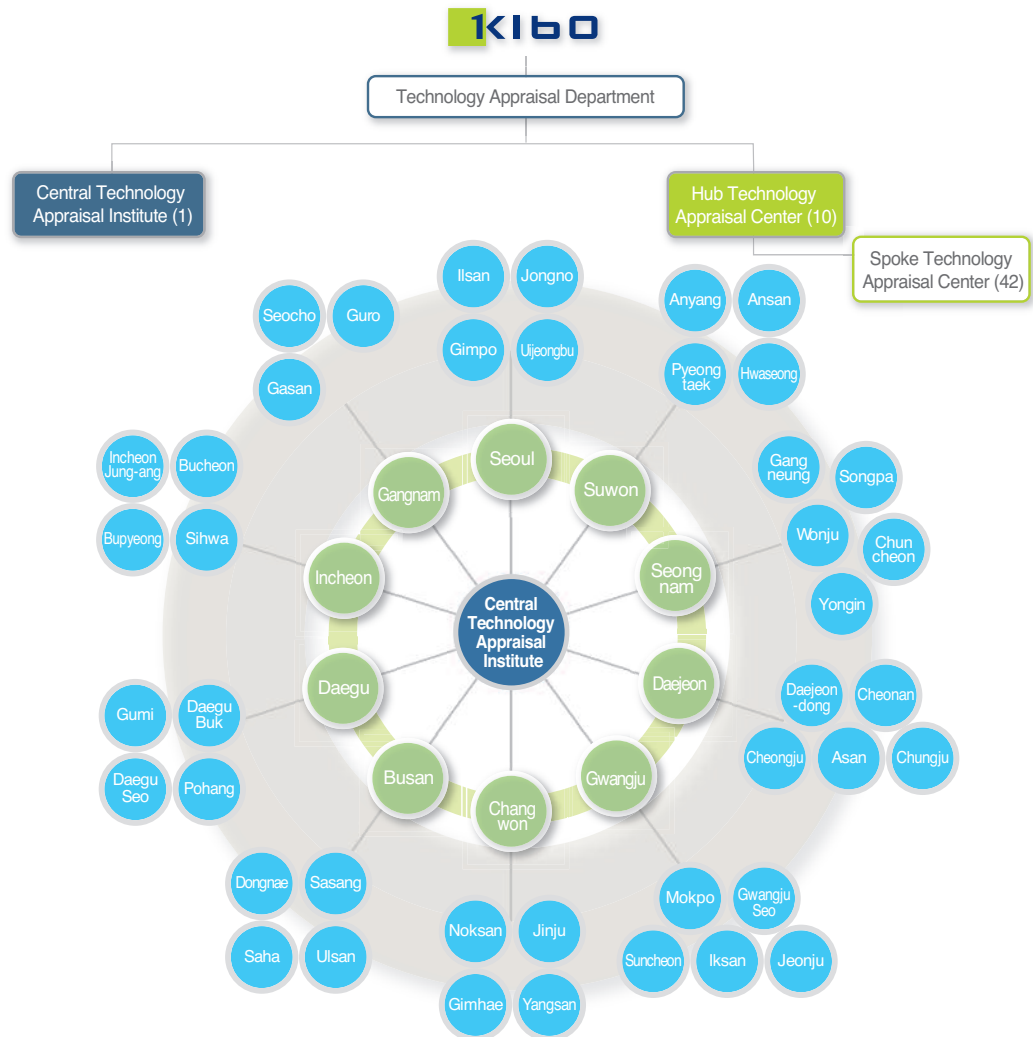 KIBO
Technology Appraisal Department
Central Technology
Appraisal Institute (1)
Hub Technology
Appraisal Center (10)
Spoke Technology
Appraisal Center (42)
Ilsan
Jongno
Gimpo
Uijeongbu
Seocho
Guro
Gasan
Anyang
Ansan
Pyeong
taek
Hwaseong
Incheon
Jung-ang
Bucheon
Bupyeong
Sihwa
Gang
neung
Songpa
Wonju
Chun
cheon
Yongin
Seoul
Gangnam
Suwon
Incheon
Seong
nam
Central
Technology
Appraisal
Institute
Daegu
Daejeon
Busan
Gwangju
Chang
won
Gumi
Daegu
Buk
Daegu
Seo
Pohang
Daejeon
-dong
Cheonan
Cheongju
Asan
Chungju
Dongnae
Sasang
Saha
Ulsan
Noksan
Jinju
Gimhae
Yangsan
Mokpo
Gwangju
Seo
Suncheon
Iksan
Jeonju